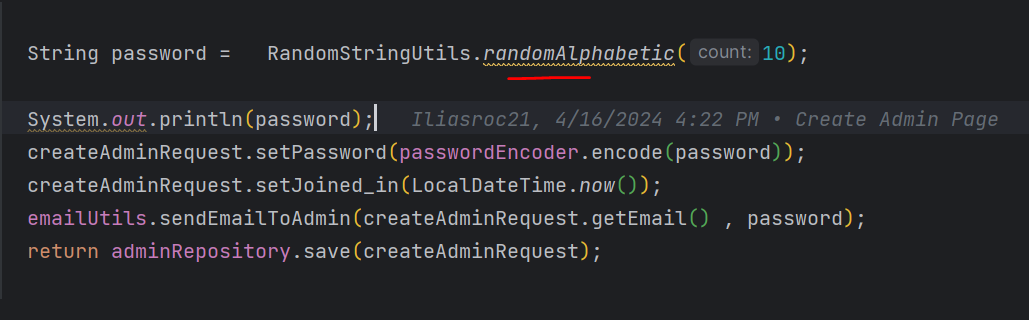 String password =   RandomStringUtils.randomAlphabetic( count: 10);
System.out.println(password);   Iliasroc21, 4/16/2024 4:22 PM • Create Admin Page
createAdminRequest.setPassword(passwordEncoder.encode(password));
createAdminRequest.setJoined_in(LocalDateTime.now());
emailUtils.sendEmailToAdmin(createAdminRequest.getEmail() , password);
return adminRepository.save(createAdminRequest);